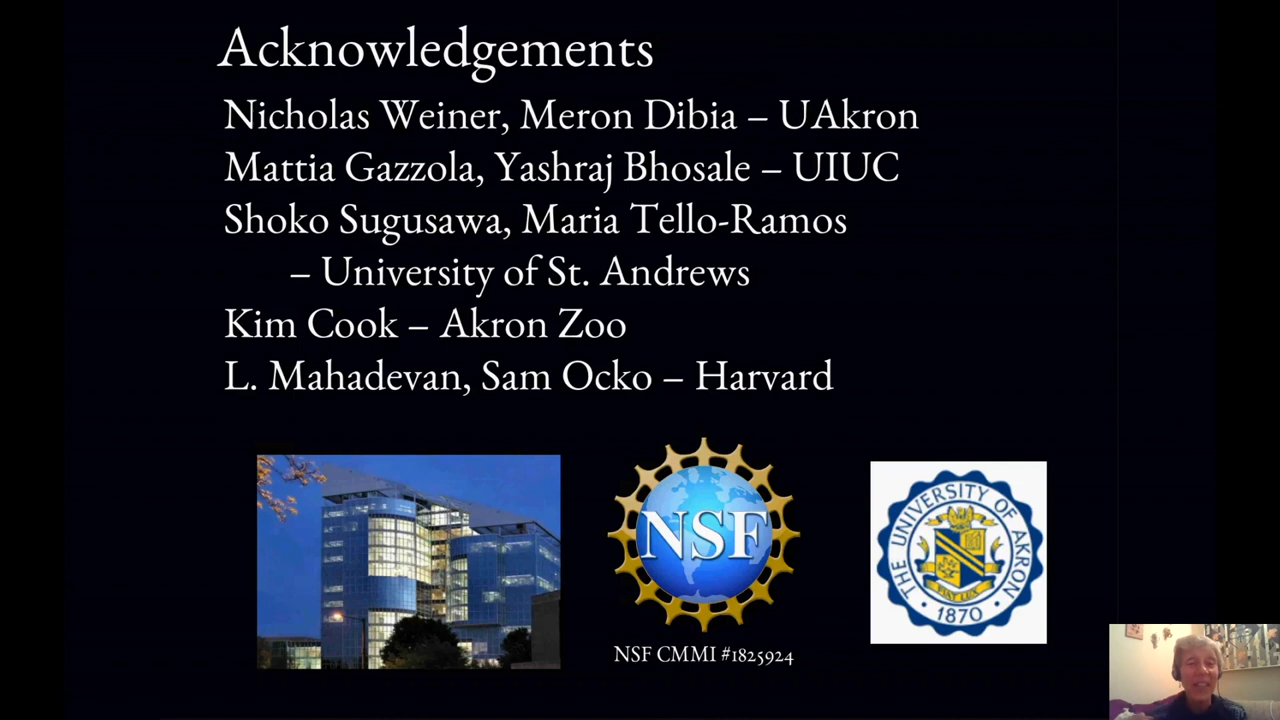 Acknowledgements
Nicholas Weiner, Meron Dibia – UAkron
Mattia Gazzola, Yashraj Bhosale – UIUC
Shoko Sugusawa, Maria Tello-Ramos
– University of St. Andrews
Kim Cook – Akron Zoo
L. Mahadevan, Sam Ocko – Harvard
NSF
NSF CMMI #1825924
THE UNIVERSITY OF AKRON
1870